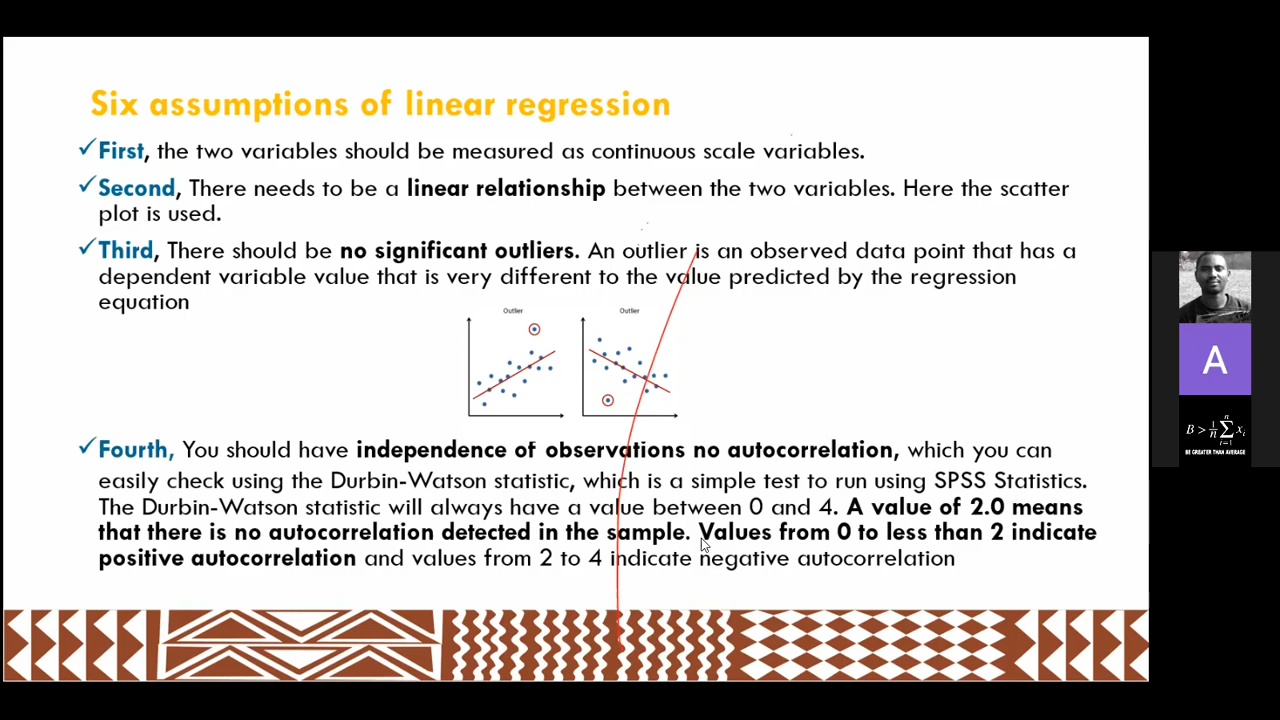 Six assumptions of linear regression
✓First, the two variables should be measured as continuous scale variables.
✓Second, There needs to be a linear relationship between the two variables. Here the scatter
plot is used.
✓Third, There should be no significant outliers. An outlier is an observed data point that has a
dependent variable value that is very different to the value predicted by the regression
equation
Outlier
Outlier
✓Fourth, You should have independence of observations no autocorrelation, which you can
easily check using the Durbin-Watson statistic, which is a simple test to run using SPSS Statistics.
The Durbin-Watson statistic will always have a value between 0 and 4. A value of 2.0 means
that there is no autocorrelation detected in the sample. Values from 0 to less than 2 indicate
positive autocorrelation and values from 2 to 4 indicate negative autocorrelation
A
B > 1/n ∑ i=1 n x_i
BE GREATER THAN AVERAGE